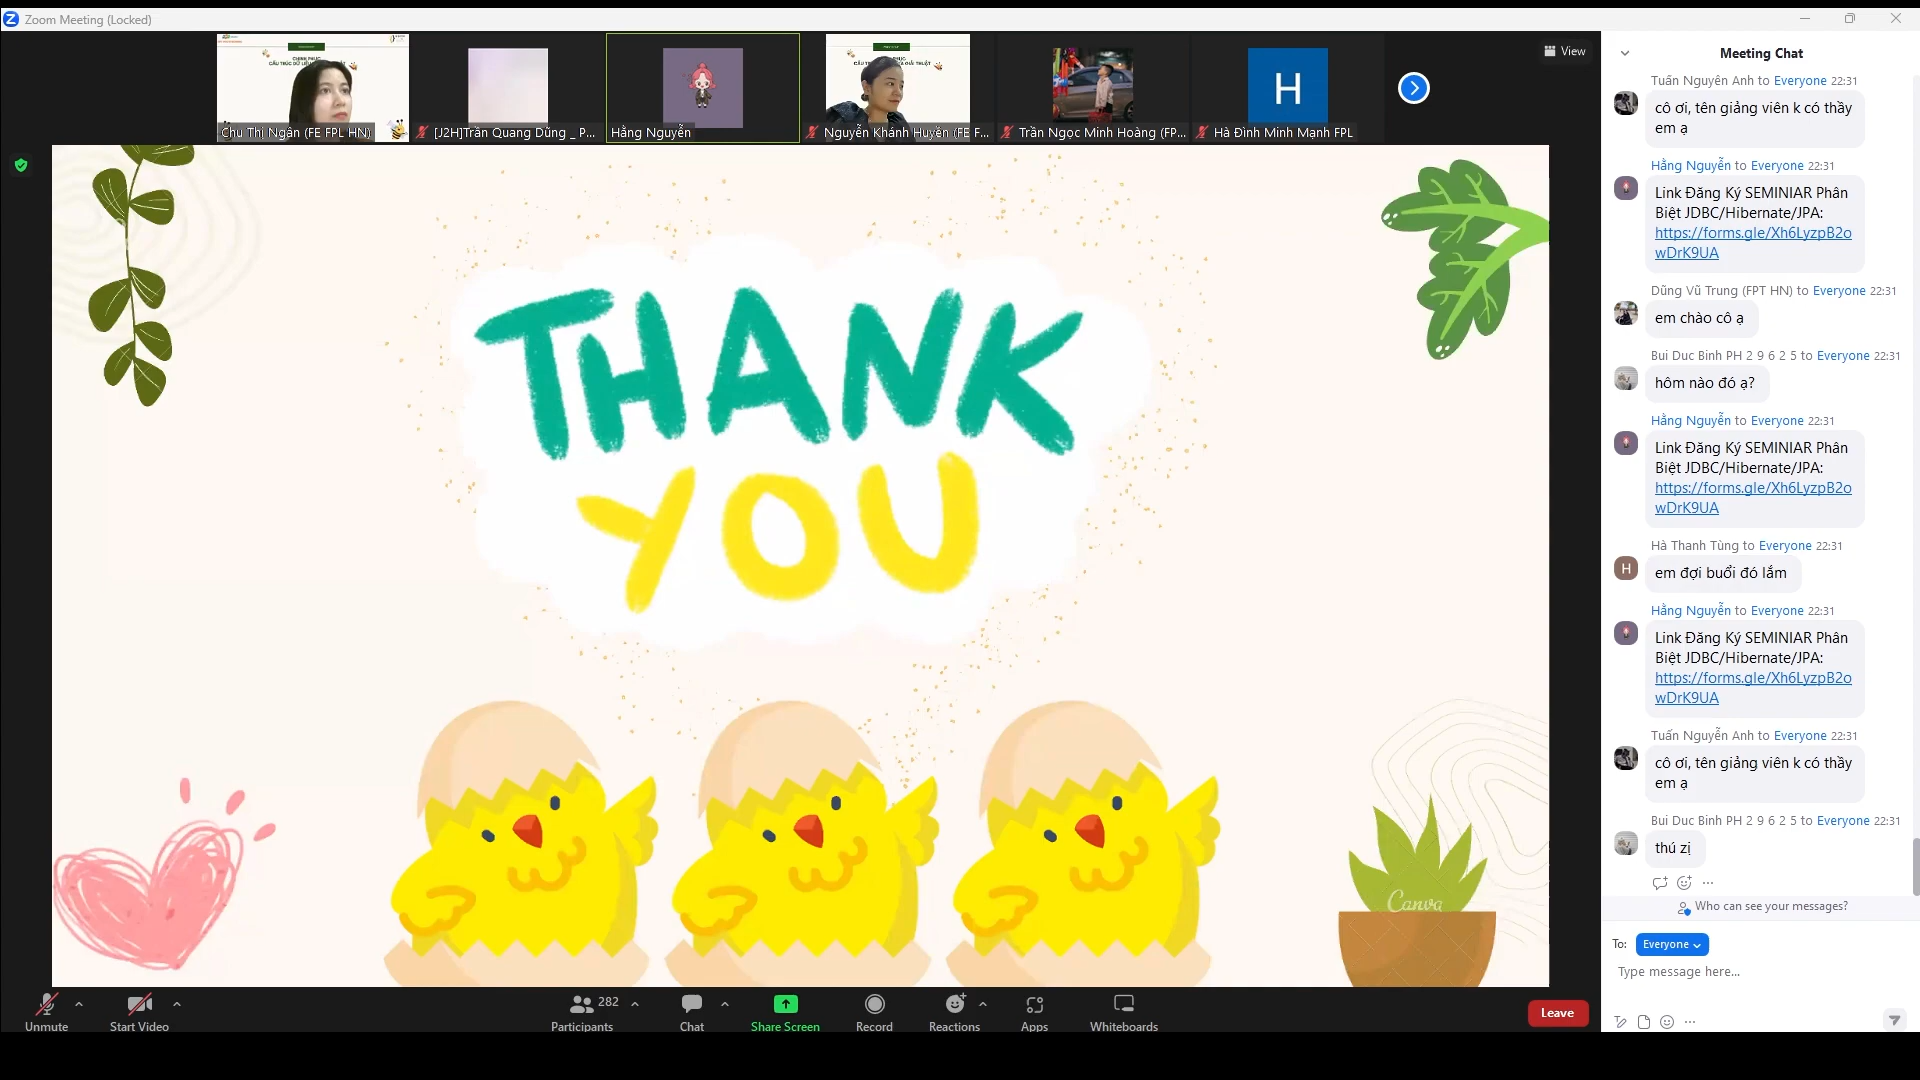 Zoom Meeting (Locked)
View
Chu Thị Ngân (FE FPL HN)
[J2H]Trần Quang Dũng _ P...
Hằng Nguyễn
Nguyễn Khánh Huyền (FE F...
Trần Ngọc Minh Hoàng (FP...
H
Hà Đình Minh Mạnh FPL
THANK
YOU
Canva
Meeting Chat
Tuấn Nguyễn Anh to Everyone 22:31
cô ơi, tên giảng viên k có thầy
em ạ
Hằng Nguyễn to Everyone 22:31
Link Đăng Ký SEMINIAR Phân
Biệt JDBC/Hibernate/JPA:
https://forms.gle/Xh6LyzpB2o
wDrK9UA
Dũng Vũ Trung (FPT HN) to Everyone 22:31
em chào cô ạ
Bui Duc Binh PH 2 9 6 2 5 to Everyone 22:31
hôm nào đó ạ?
Hằng Nguyễn to Everyone 22:31
Link Đăng Ký SEMINIAR Phân
Biệt JDBC/Hibernate/JPA:
https://forms.gle/Xh6LyzpB2o
wDrK9UA
Hà Thanh Tùng to Everyone 22:31
H
em đợi buổi đó lắm
Hằng Nguyễn to Everyone 22:31
Link Đăng Ký SEMINIAR Phân
Biệt JDBC/Hibernate/JPA:
https://forms.gle/Xh6LyzpB2o
wDrK9UA
Tuấn Nguyễn Anh to Everyone 22:31
cô ơi, tên giảng viên k có thầy
em ạ
Bui Duc Binh PH 2 9 6 2 5 to Everyone 22:31
thú zị
Who can see your messages?
To: Everyone
Type message here...
Unmute
Start Video
282
Participants
Chat
Share Screen
Record
Reactions
Apps
Whiteboards
Leave